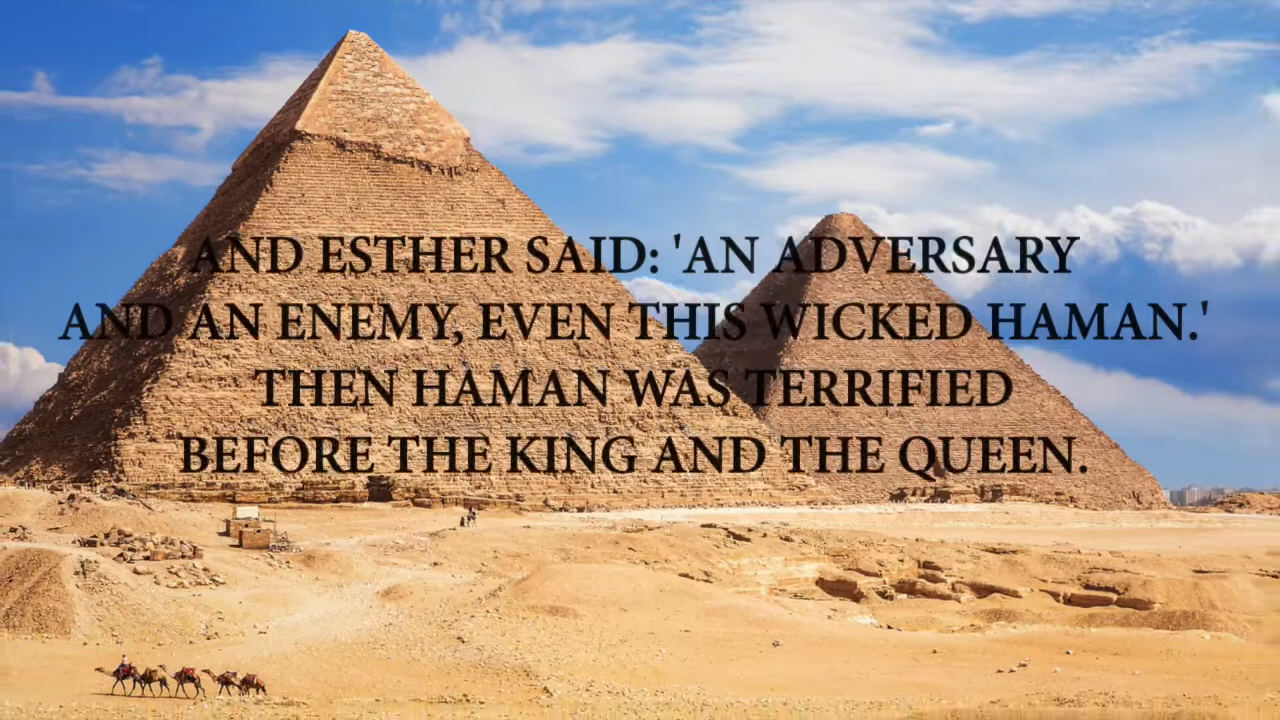 AND ESTHER SAID: 'AN ADVERSARY
AND AN ENEMY, EVEN THIS WICKED HAMAN.'
THEN HAMAN WAS TERRIFIED
BEFORE THE KING AND THE QUEEN.